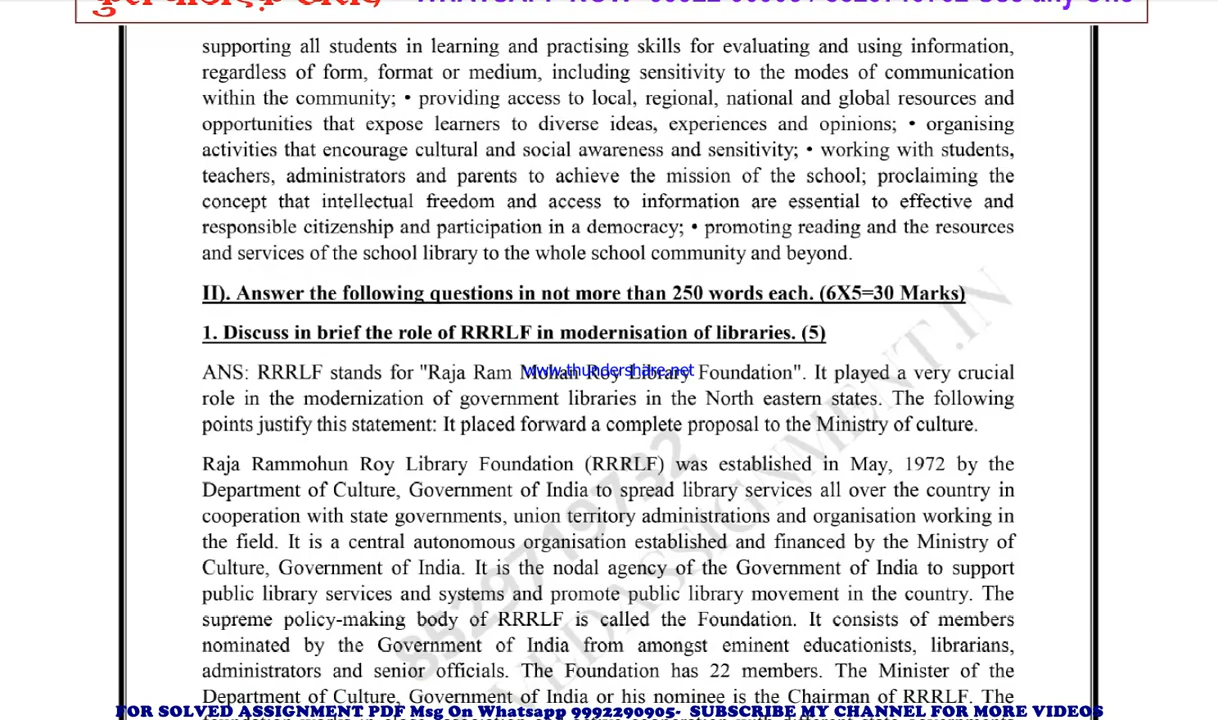 supporting all students in learning and practising skills for evaluating and using information,
regardless of form, format or medium, including sensitivity to the modes of communication
within the community; • providing access to local, regional, national and global resources and
opportunities that expose learners to diverse ideas, experiences and opinions; • organising
activities that encourage cultural and social awareness and sensitivity; • working with students,
teachers, administrators and parents to achieve the mission of the school; proclaiming the
concept that intellectual freedom and access to information are essential to effective and
responsible citizenship and participation in a democracy; • promoting reading and the resources
and services of the school library to the whole school community and beyond.
II). Answer the following questions in not more than 250 words each. (6X5=30 Marks)
1. Discuss in brief the role of RRRLF in modernisation of libraries. (5)
ANS: RRRLF stands for "Raja Ram Mohan Roy Library Foundation". It played a very crucial
www.thundershare.net
role in the modernization of government libraries in the North eastern states. The following
points justify this statement: It placed forward a complete proposal to the Ministry of culture.
Raja Rammohun Roy Library Foundation (RRRLF) was established in May, 1972 by the
Department of Culture, Government of India to spread library services all over the country in
cooperation with state governments, union territory administrations and organisation working in
the field. It is a central autonomous organisation established and financed by the Ministry of
Culture, Government of India. It is the nodal agency of the Government of India to support
public library services and systems and promote public library movement in the country. The
supreme policy-making body of RRRLF is called the Foundation. It consists of members
nominated by the Government of India from amongst eminent educationists, librarians,
administrators and senior officials. The Foundation has 22 members. The Minister of the
Department of Culture, Government of India or his nominee is the Chairman of RRRLF. The
FOR SOLVED ASSIGNMENT PDF Msg On Whatsapp 9992290905- SUBSCRIBE MY CHANNEL FOR MORE VIDEOS
8529719732
VEDASSIGNMENT.IN